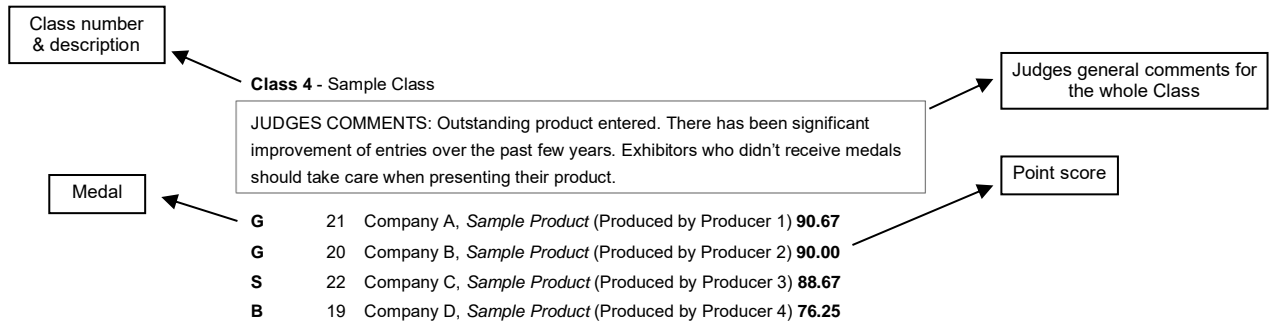 Class number
& description
Class 4 - Sample Class
Judges general comments for
the whole Class
JUDGES COMMENTS: Outstanding product entered. There has been significant
improvement of entries over the past few years. Exhibitors who didn’t receive medals
should take care when presenting their product.
Medal
Point score
G 21 Company A, Sample Product (Produced by Producer 1) 90.67
G 20 Company B, Sample Product (Produced by Producer 2) 90.00
S 22 Company C, Sample Product (Produced by Producer 3) 88.67
B 19 Company D, Sample Product (Produced by Producer 4) 76.25